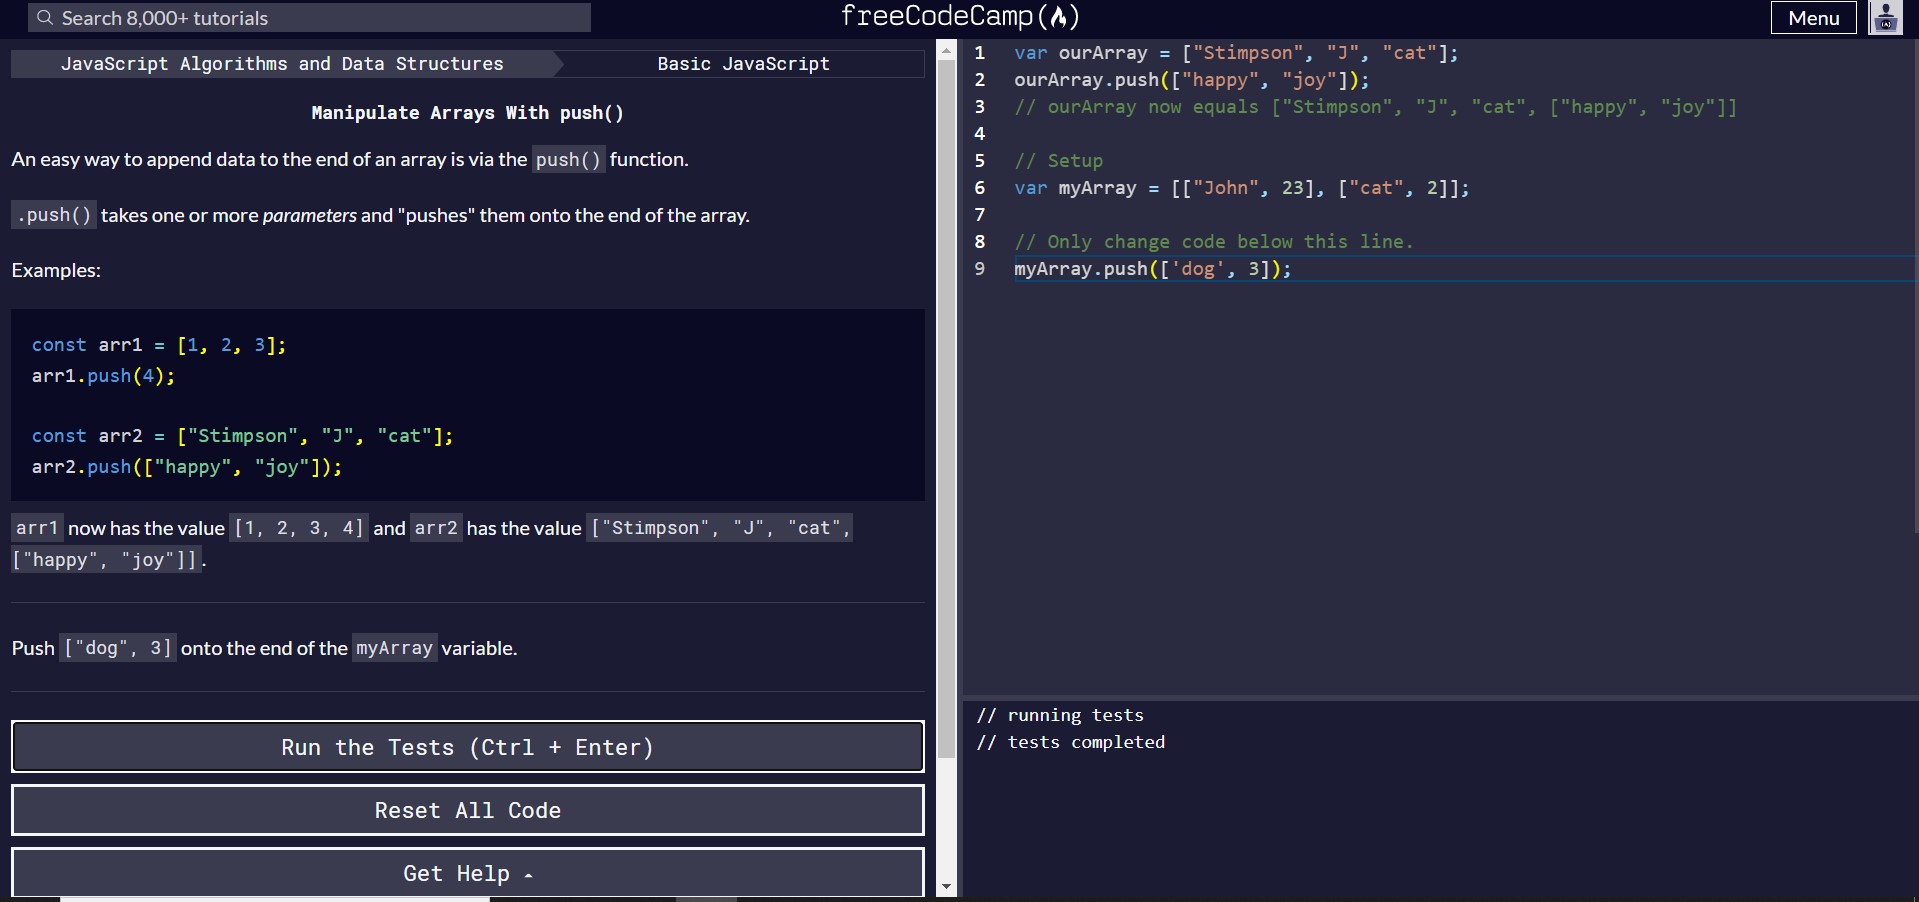 Search 8,000+ tutorials
freeCodeCamp(🔥)
Menu
JavaScript Algorithms and Data Structures
Basic JavaScript
Manipulate Arrays With push()
An easy way to append data to the end of an array is via the push() function.
.push() takes one or more parameters and "pushes" them onto the end of the array.
Examples:
const arr1 = [1, 2, 3];
arr1.push(4);
const arr2 = ["Stimpson", "J", "cat"];
arr2.push(["happy", "joy"]);
arr1 now has the value [1, 2, 3, 4] and arr2 has the value ["Stimpson", "J", "cat",
["happy", "joy"]].
Push ["dog", 3] onto the end of the myArray variable.
Run the Tests (Ctrl + Enter)
Reset All Code
Get Help
1 var ourArray = ["Stimpson", "J", "cat"];
2 ourArray.push(["happy", "joy"]);
3 // ourArray now equals ["Stimpson", "J", "cat", ["happy", "joy"]]
4
5 // Setup
6 var myArray = [["John", 23], ["cat", 2]];
7
8 // Only change code below this line.
9 myArray.push(['dog', 3]);
// running tests
// tests completed